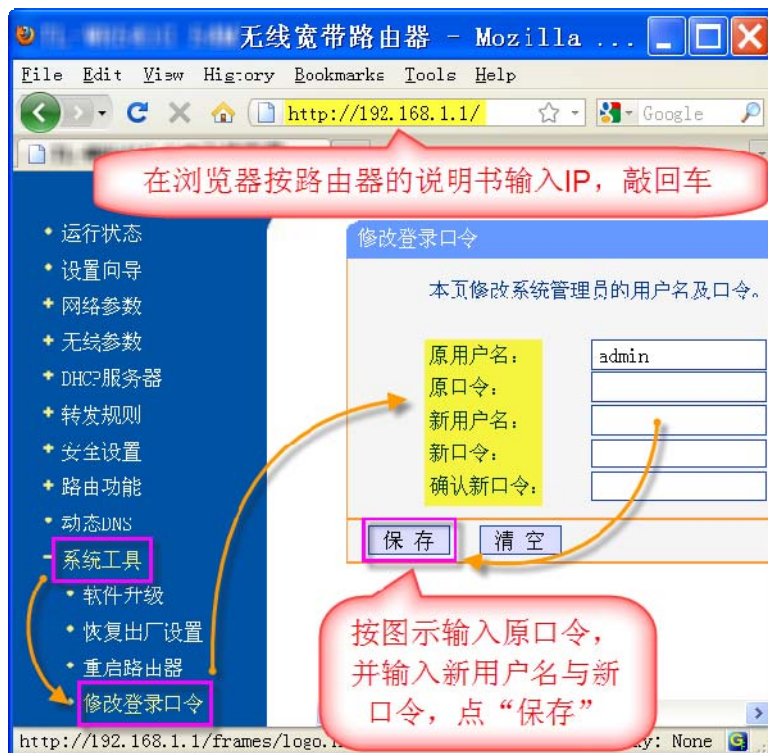 无线宽带路由器 - Mozilla ...
File Edit View History Bookmarks Tools Help
http://192.168.1.1/
Google
在浏览器按路由器的说明书输入IP，敲回车
运行状态
设置向导
网络参数
无线参数
DHCP服务器
转发规则
安全设置
路由功能
动态DNS
系统工具
软件升级
恢复出厂设置
重启路由器
修改登录口令
修改登录口令
本页修改系统管理员的用户名及口令。
原用户名： admin
原口令：
新用户名：
新口令：
确认新口令：
保存 清空
按图示输入原口令，
并输入新用户名与新
口令，点“保存”
http://192.168.1.1/frames/logo. : None